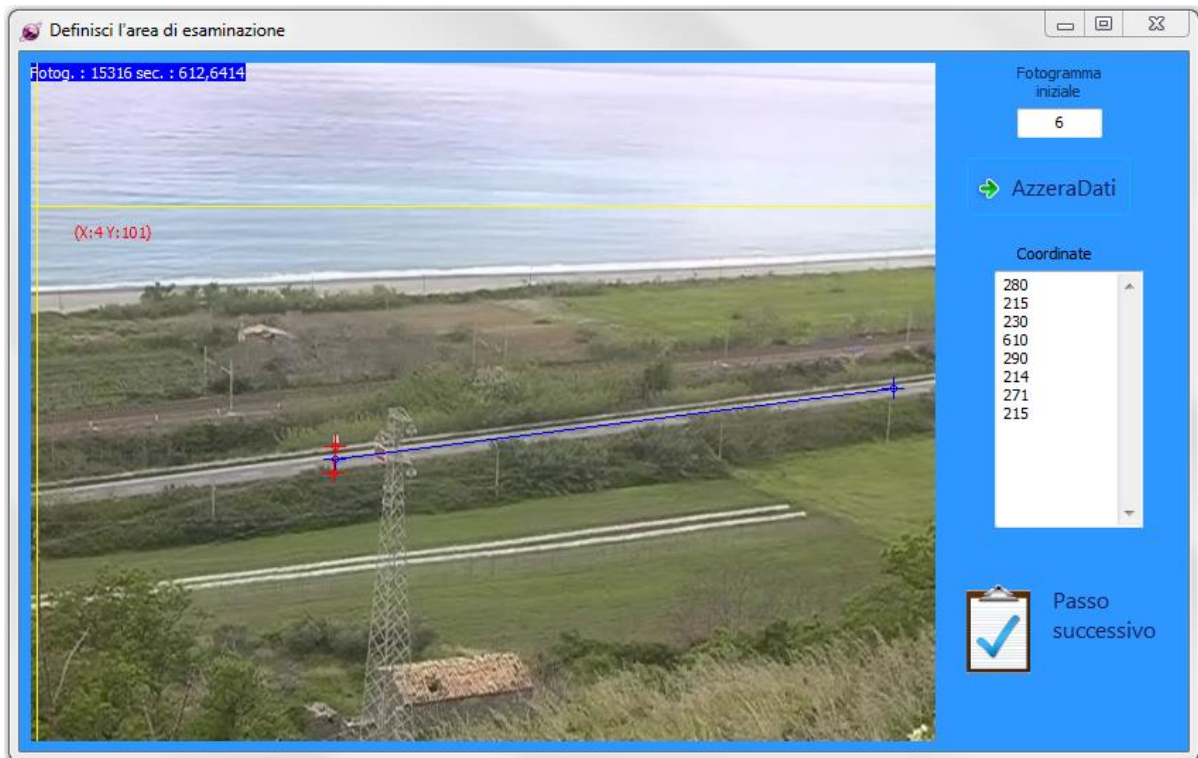 Definisci l'area di esaminazione
Fotog. : 15316 sec. : 612,6414
(X:4 Y:101)
Fotogramma
iniziale
6
AzzeraDati
Coordinate
280
215
230
610
290
214
271
215
Passo
successivo